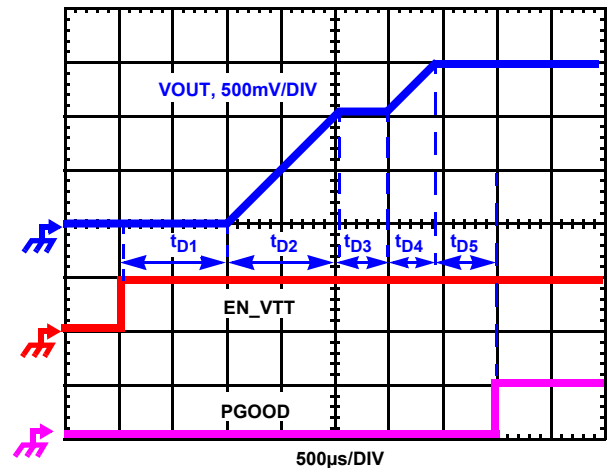 VOUT, 500mV/DIV
tD1 tD2 tD3 tD4 tD5
EN_VTT
PGOOD
500µs/DIV